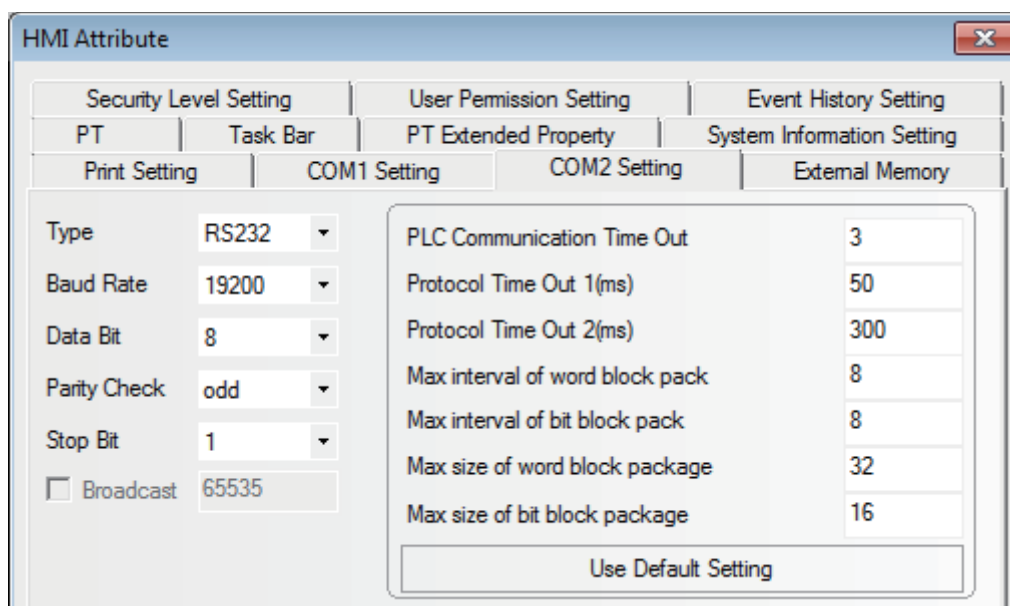 HMI Attribute
Security Level Setting
User Permission Setting
Event History Setting
PT
Task Bar
PT Extended Property
System Information Setting
Print Setting
COM1 Setting
COM2 Setting
External Memory
Type
RS232
Baud Rate
19200
Data Bit
8
Parity Check
odd
Stop Bit
1
Broadcast
65535
PLC Communication Time Out
3
Protocol Time Out 1(ms)
50
Protocol Time Out 2(ms)
300
Max interval of word block pack
8
Max interval of bit block pack
8
Max size of word block package
32
Max size of bit block package
16
Use Default Setting